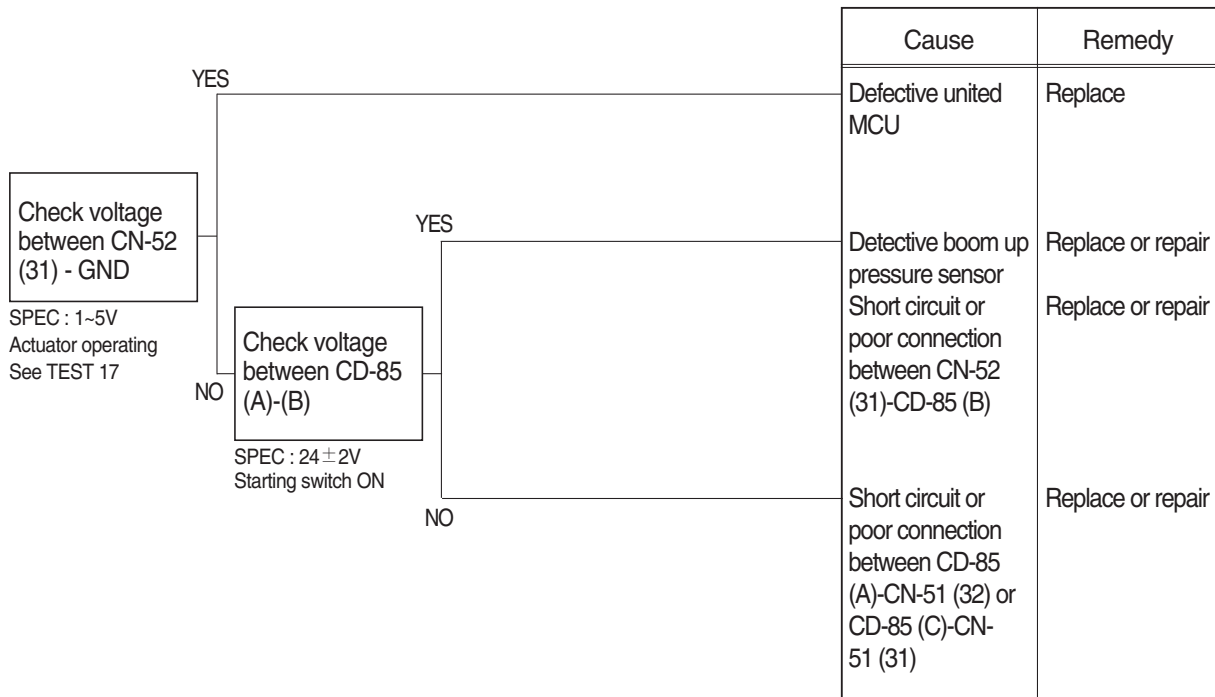 Cause
Remedy
YES
Defective united
MCU
Replace
Check voltage
between CN-52
(31) - GND
SPEC : 1~5V
Actuator operating
See TEST 17
YES
Detective boom up
pressure sensor
Replace or repair
Short circuit or
poor connection
between CN-52
(31)-CD-85 (B)
Replace or repair
NO
Check voltage
between CD-85
(A)-(B)
SPEC : 24±2V
Starting switch ON
NO
Short circuit or
poor connection
between CD-85
(A)-CN-51 (32) or
CD-85 (C)-CN-
51 (31)
Replace or repair